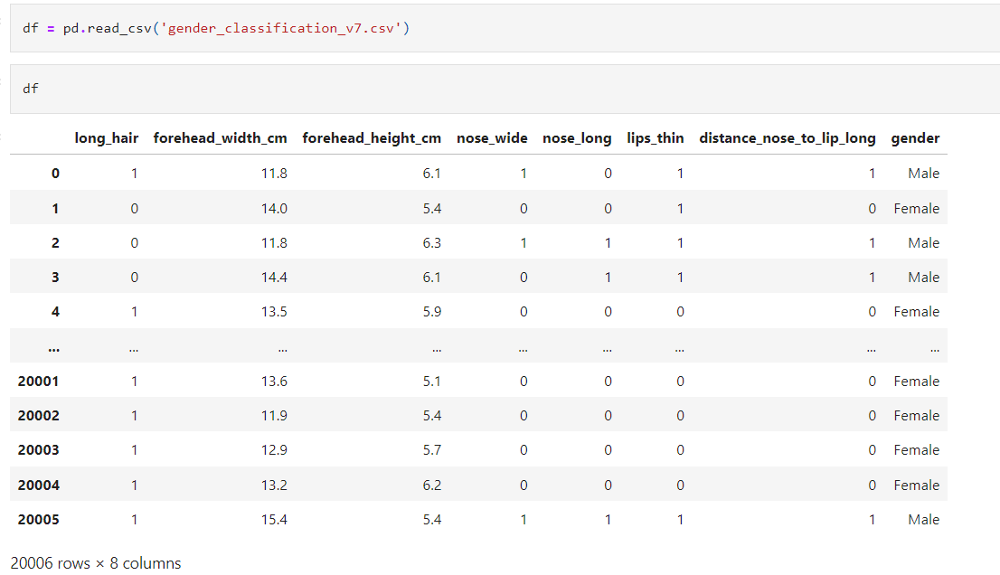 df = pd.read_csv('gender_classification_v7.csv')
df
long_hair forehead_width_cm forehead_height_cm nose_wide nose_long lips_thin distance_nose_to_lip_long gender
0 1 11.8 6.1 1 0 1 1 Male
1 0 14.0 5.4 0 0 1 0 Female
2 0 11.8 6.3 1 1 1 1 Male
3 0 14.4 6.1 0 1 1 1 Male
4 1 13.5 5.9 0 0 0 0 Female
... ... ... ... ... ... ... ... ...
20001 1 13.6 5.1 0 0 0 0 Female
20002 1 11.9 5.4 0 0 0 0 Female
20003 1 12.9 5.7 0 0 0 0 Female
20004 1 13.2 6.2 0 0 0 0 Female
20005 1 15.4 5.4 1 1 1 1 Male
20006 rows × 8 columns